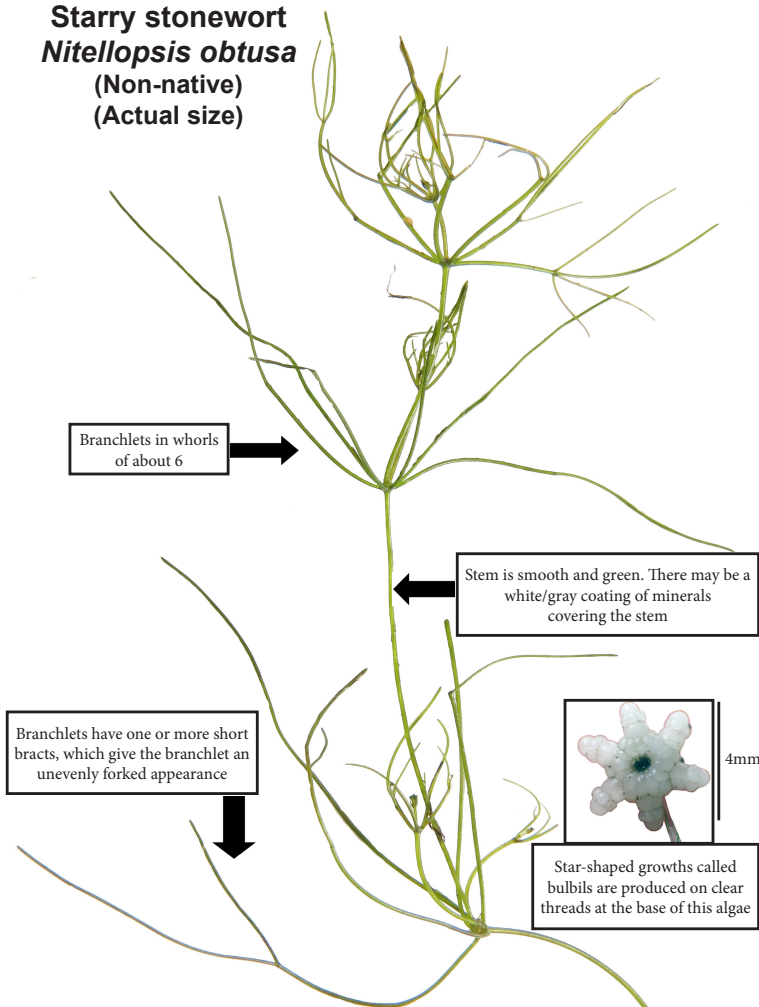 Starry stonewort
Nitellopsis obtusa
(Non-native)
(Actual size)
Branchlets in whorls
of about 6
Stem is smooth and green. There may be a
white/gray coating of minerals
covering the stem
Branchlets have one or more short
bracts, which give the branchlet an
unevenly forked appearance
4mm
Star-shaped growths called
bulbils are produced on clear
threads at the base of this algae